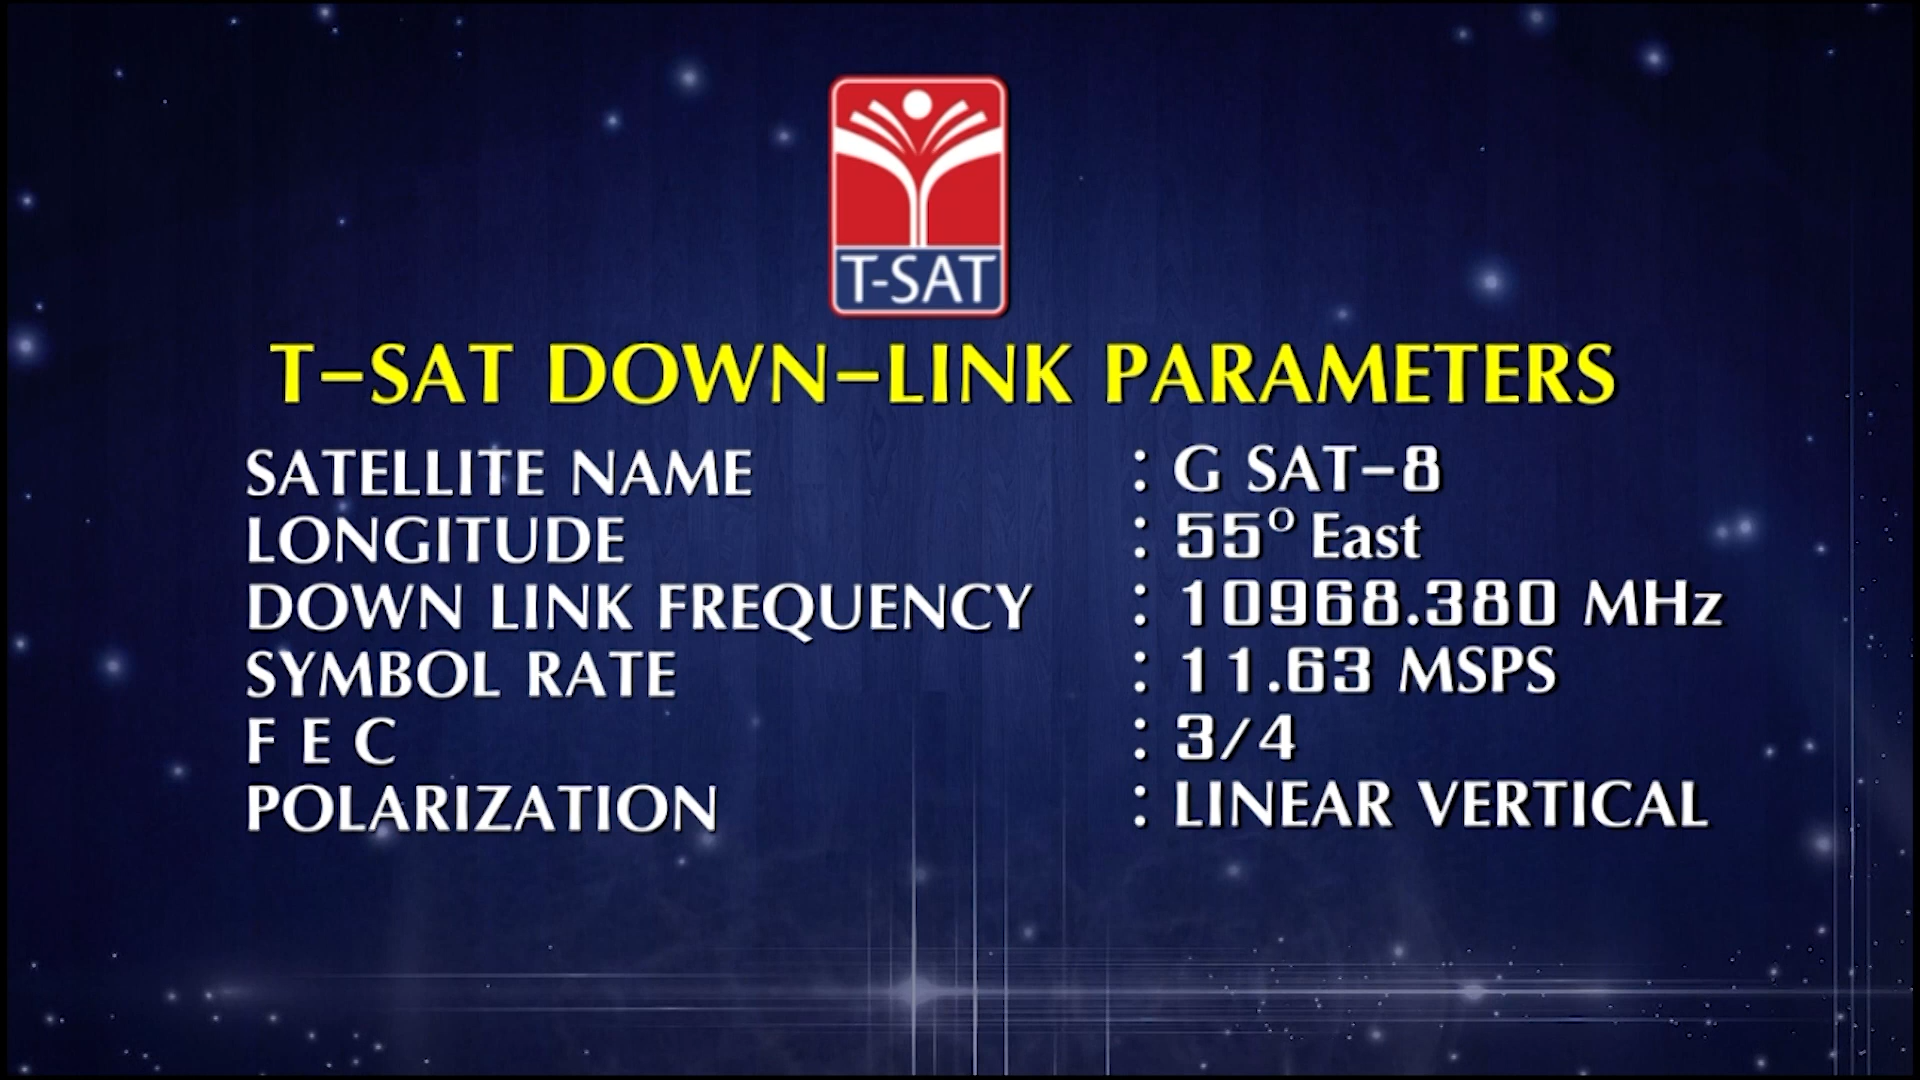 T-SAT
T-SAT DOWN-LINK PARAMETERS
SATELLITE NAME : G SAT-8
LONGITUDE : 55° East
DOWN LINK FREQUENCY : 10968.380 MHz
SYMBOL RATE : 11.63 MSPS
F E C : 3/4
POLARIZATION : LINEAR VERTICAL